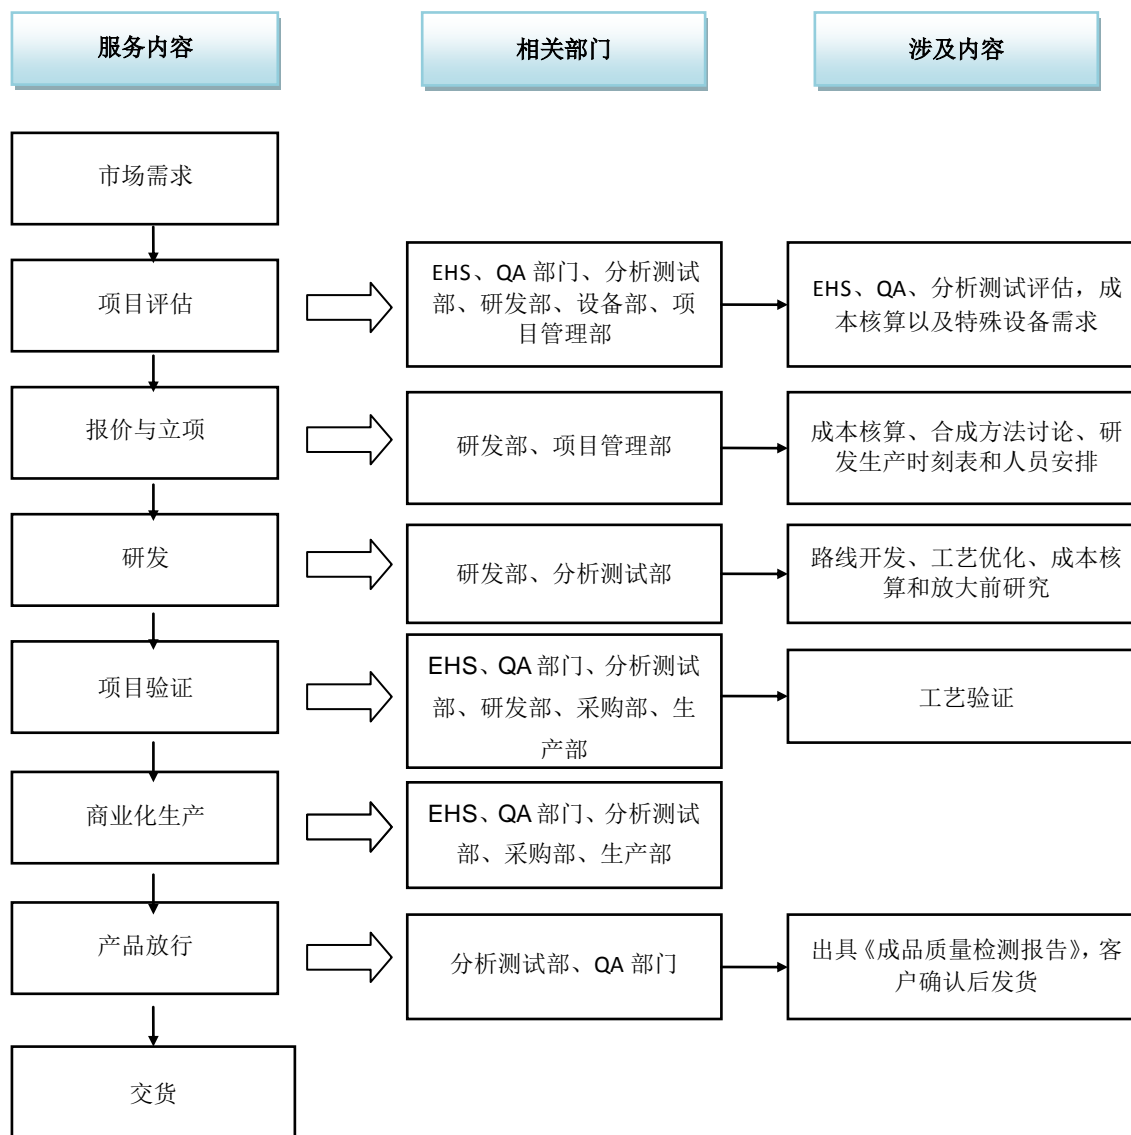 服务内容
相关部门
涉及内容
市场需求
项目评估
EHS、QA 部门、分析测试
部、研发部、设备部、项
目管理部
EHS、QA、分析测试评估，成
本核算以及特殊设备需求
报价与立项
研发部、项目管理部
成本核算、合成方法讨论、研
发生产时刻表和人员安排
研发
研发部、分析测试部
路线开发、工艺优化、成本核
算和放大前研究
项目验证
EHS、QA 部门、分析测试
部、研发部、采购部、生
产部
工艺验证
商业化生产
EHS、QA 部门、分析测试
部、采购部、生产部
产品放行
分析测试部、QA 部门
出具《成品质量检测报告》，客
户确认后发货
交货